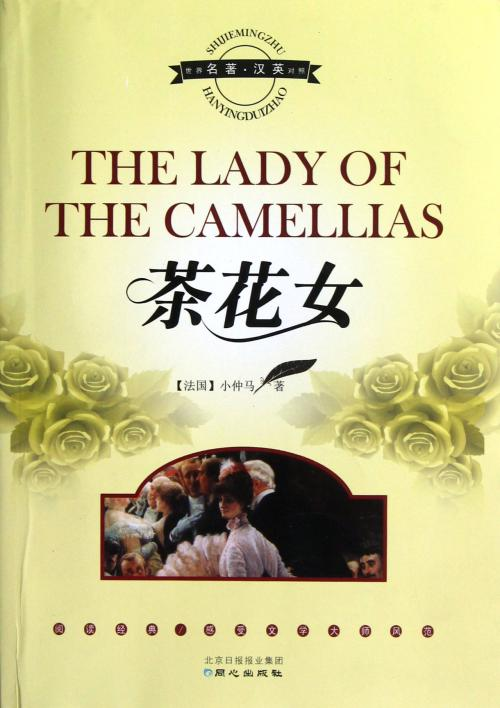 SHIJIEMINGZHU
世界 名著·汉英 对照
HANYINGDUIZHAO
THE LADY OF
THE CAMELLIAS
茶花女
【法国】小仲马 著
阅读经典/感受文学大师风范
北京日报报业集团
同心出版社